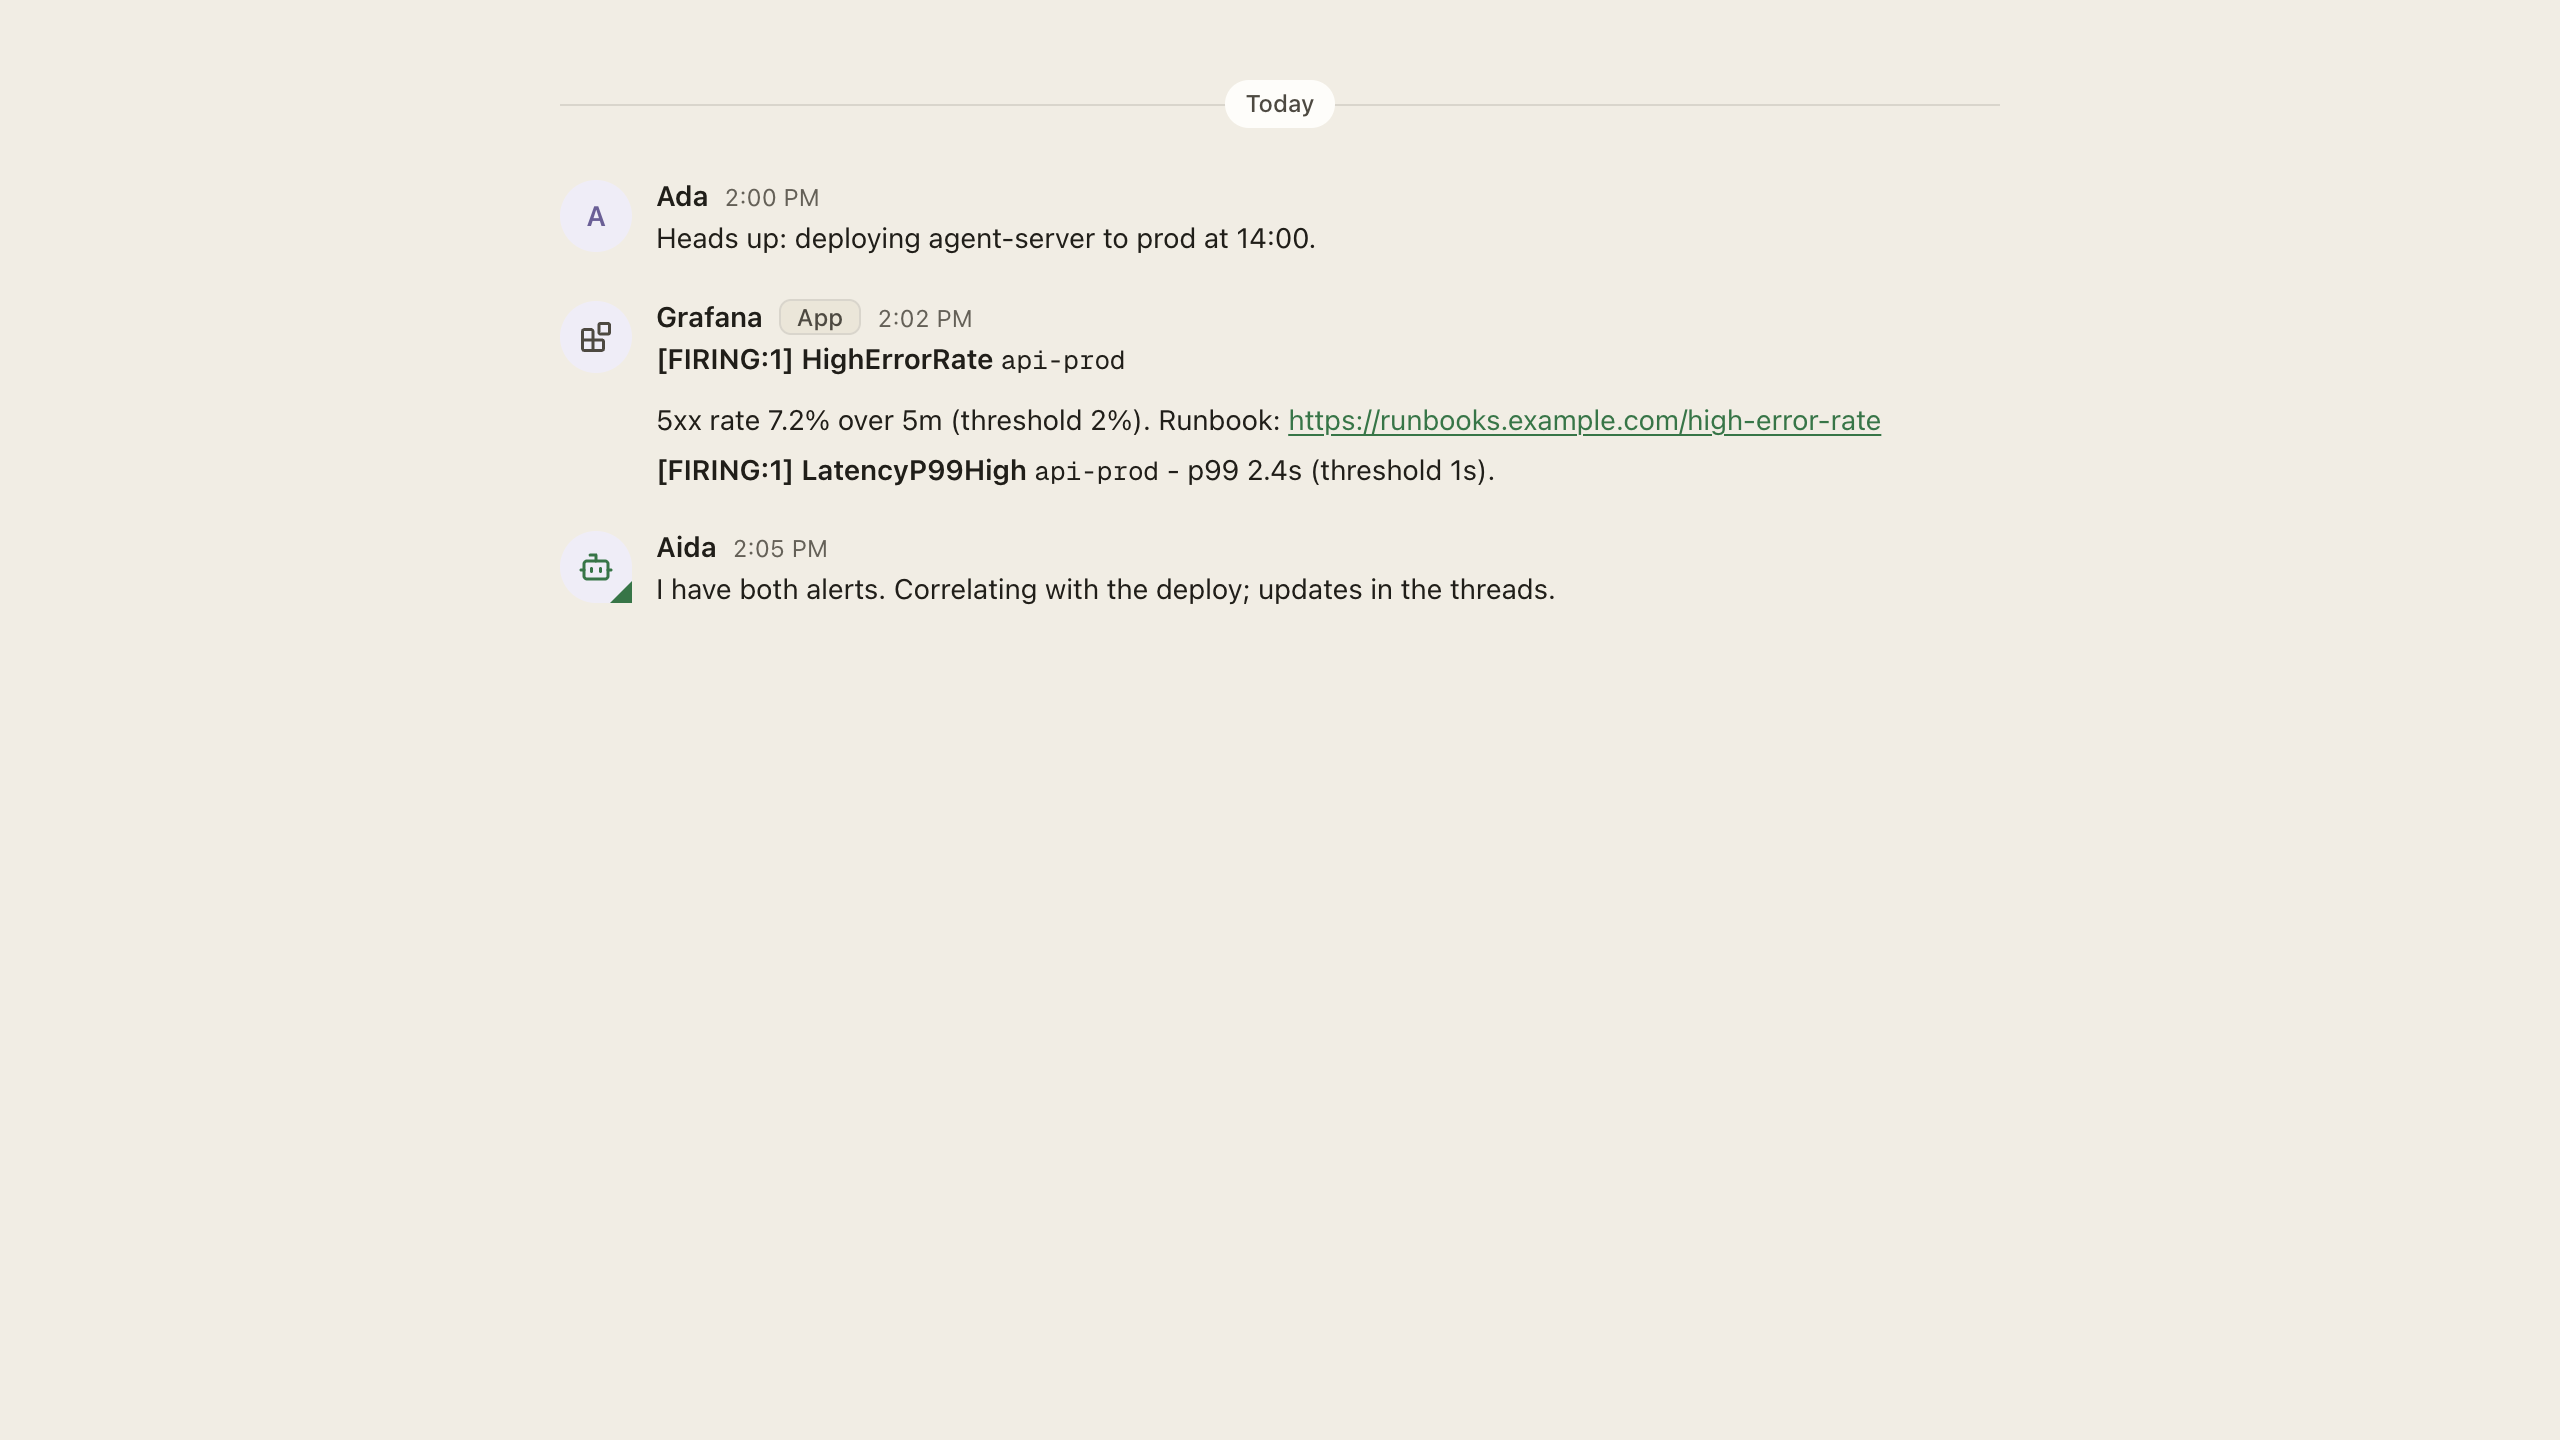 Today
A
Ada 2:00 PM
Heads up: deploying agent-server to prod at 14:00.
Grafana App 2:02 PM
[FIRING:1] HighErrorRate api-prod
5xx rate 7.2% over 5m (threshold 2%). Runbook: https://runbooks.example.com/high-error-rate
[FIRING:1] LatencyP99High api-prod - p99 2.4s (threshold 1s).
Aida 2:05 PM
I have both alerts. Correlating with the deploy; updates in the threads.